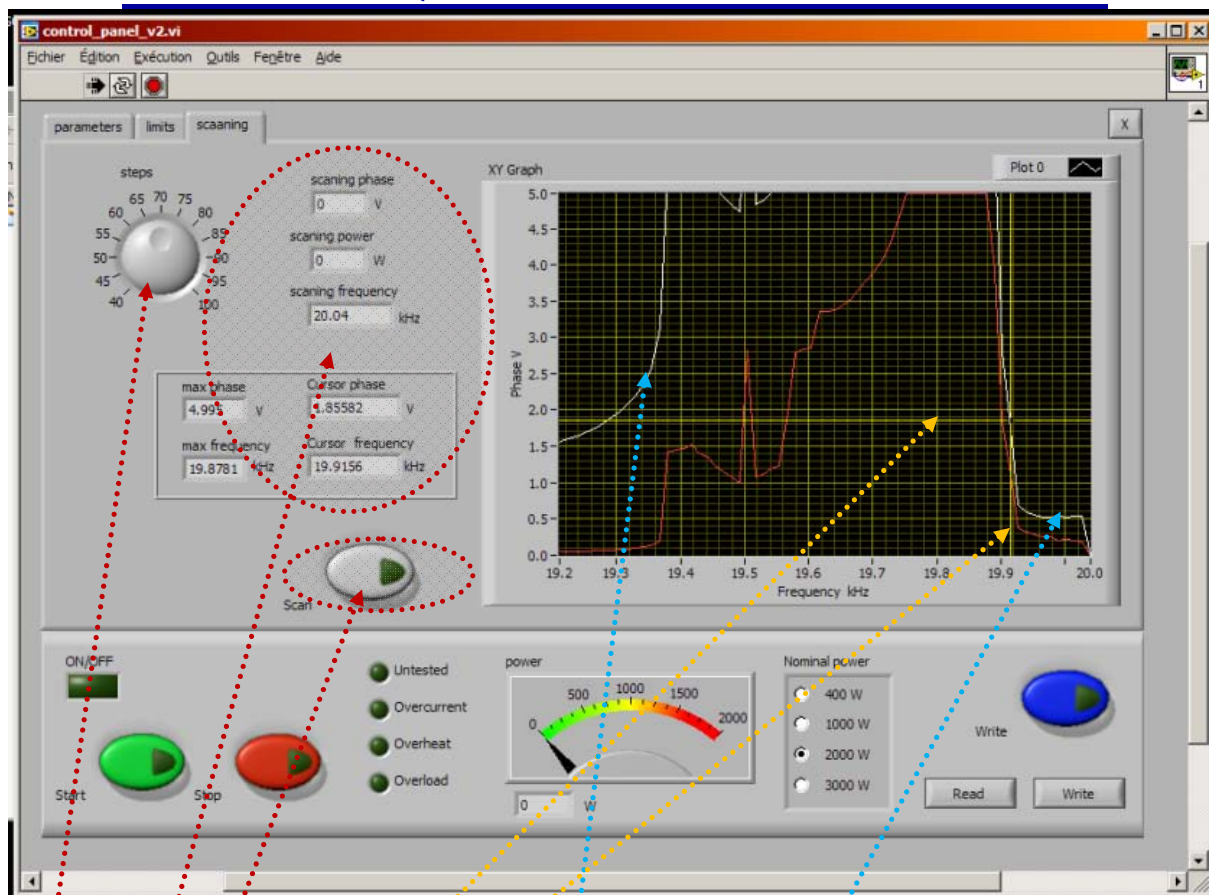 control_panel_v2.vi
Fichier Édition Exécution Outils Fenêtre Aide
1
parameters limits scaaning X
steps
40 45 50 55 60 65 70 75 80 85 90 95 100
scaning phase
0 V
scaning power
0 W
scaning frequency
20.04 kHz
max phase Cursor phase
4.995 V 1.85582 V
max frequency Cursor frequency
19.8781 kHz 19.9156 kHz
Scan
XY Graph Plot 0
Phase V
5.0
4.5
4.0
3.5
3.0
2.5
2.0
1.5
1.0
0.5
0.0
19.2 19.3 19.4 19.5 19.6 19.7 19.8 19.9 20.0
Frequency kHz
ON/OFF
Start Stop
Untested
Overcurrent
Overheat
Overload
power
0 500 1000 1500 2000
0 W
Nominal power
400 W
1000 W
2000 W
3000 W
Write
Read Write